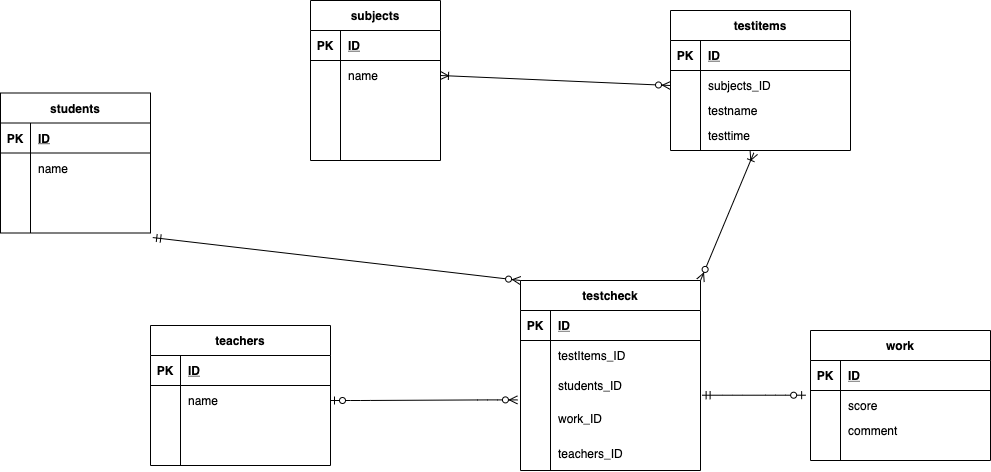 subjects
PK ID
name
testitems
PK ID
subjects_ID
testname
testtime
students
PK ID
name
testcheck
PK ID
testItems_ID
students_ID
work_ID
teachers_ID
teachers
PK ID
name
work
PK ID
score
comment